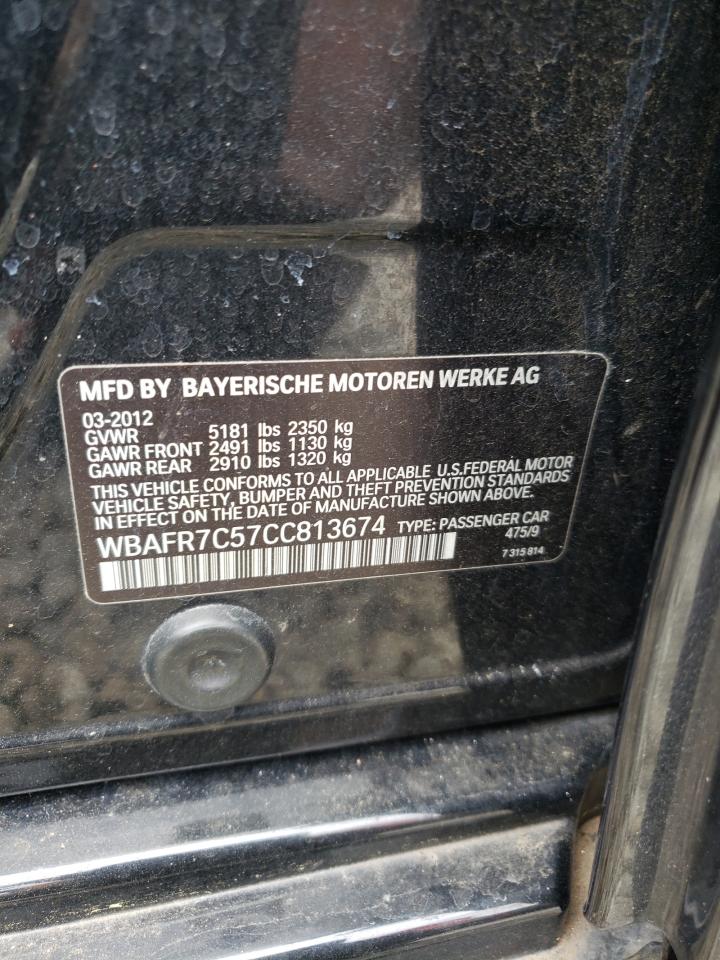 MFD BY BAYERISCHE MOTOREN WERKE AG
03-2012
GVWR 5181 lbs 2350 kg
GAWR FRONT 2491 lbs 1130 kg
GAWR REAR 2910 lbs 1320 kg
THIS VEHICLE CONFORMS TO ALL APPLICABLE U.S.FEDERAL MOTOR
VEHICLE SAFETY, BUMPER AND THEFT PREVENTION STANDARDS
IN EFFECT ON THE DATE OF MANUFACTURE SHOWN ABOVE.
WBAFR7C57CC813674 TYPE: PASSENGER CAR
475/9
7 315 814